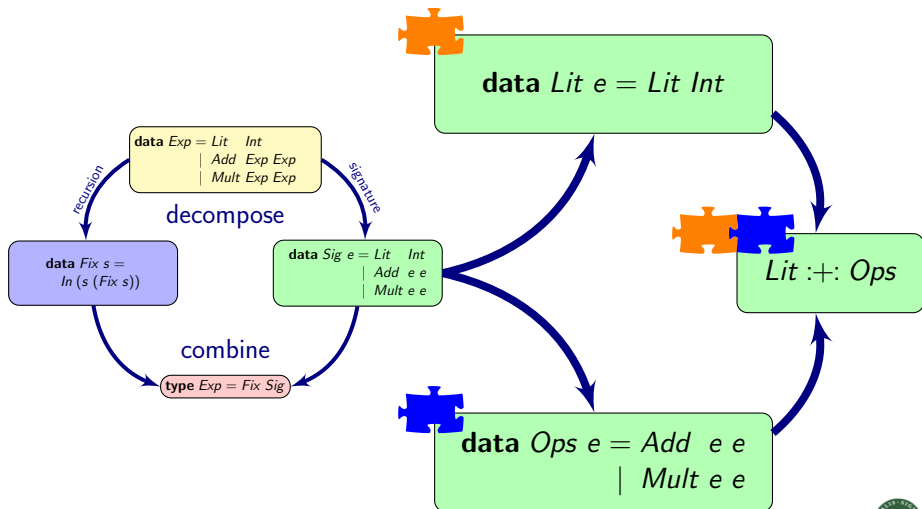 data Lit e = Lit Int
data Exp = Lit Int
| Add Exp Exp
| Mult Exp Exp
recursion
signature
decompose
data Fix s =
In (s (Fix s))
data Sig e = Lit Int
| Add e e
| Mult e e
Lit :+: Ops
combine
type Exp = Fix Sig
data Ops e = Add e e
| Mult e e